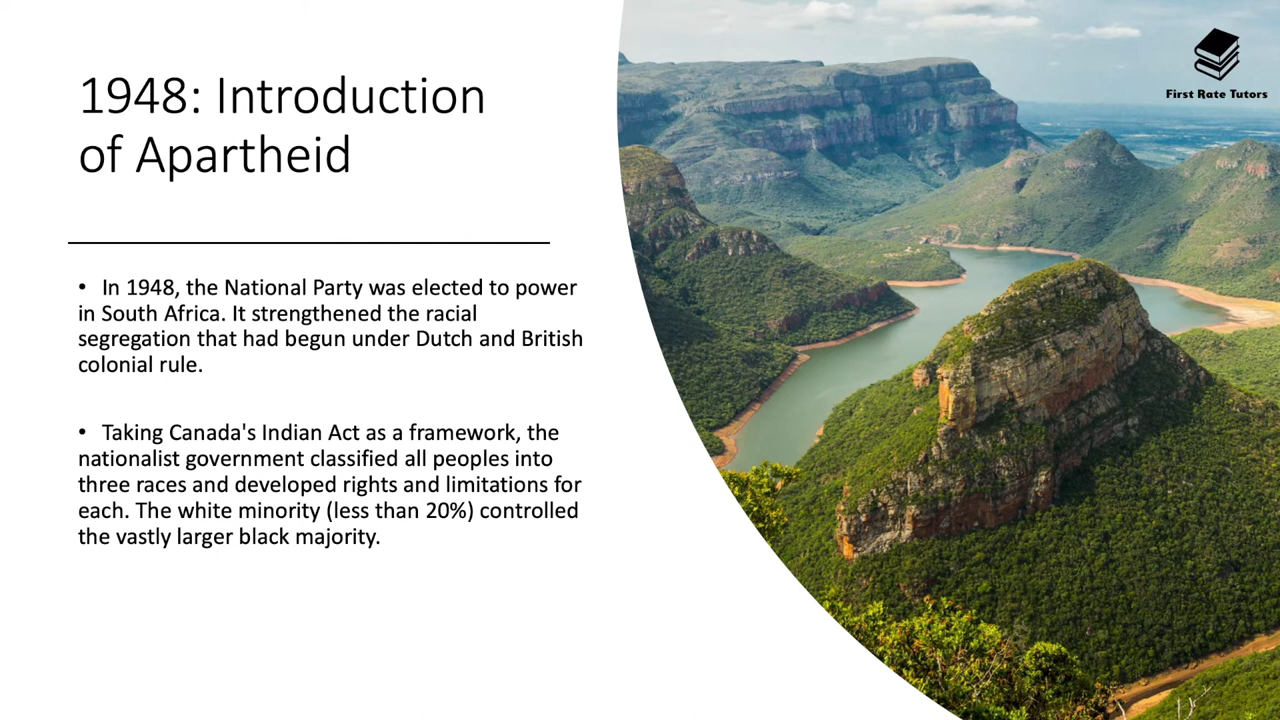 1948: Introduction
of Apartheid
First Rate Tutors
• In 1948, the National Party was elected to power
in South Africa. It strengthened the racial
segregation that had begun under Dutch and British
colonial rule.
• Taking Canada's Indian Act as a framework, the
nationalist government classified all peoples into
three races and developed rights and limitations for
each. The white minority (less than 20%) controlled
the vastly larger black majority.